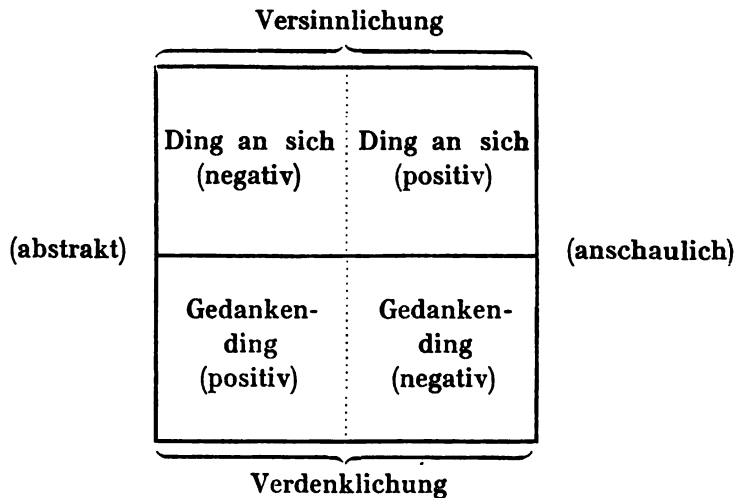 Versinnlichung
Ding an sich
(negativ)
Ding an sich
(positiv)
(abstrakt)
(anschaulich)
Gedanken-
ding
(positiv)
Gedanken-
ding
(negativ)
Verdenklichung